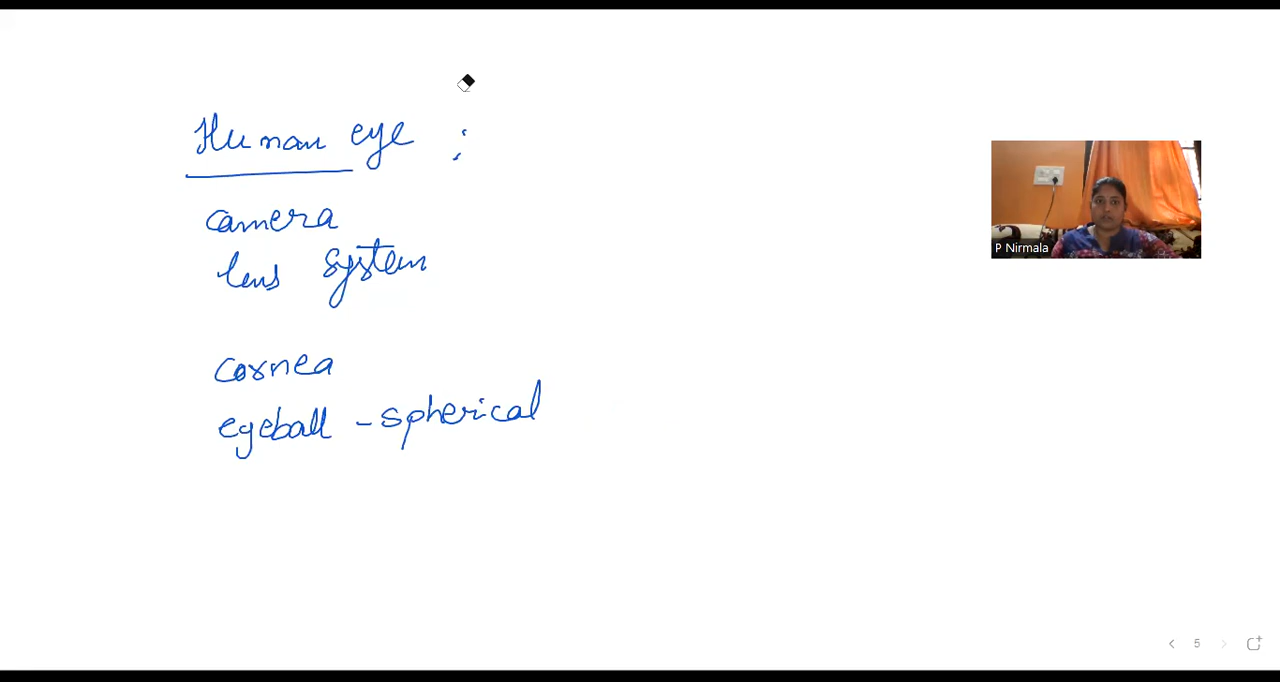 Human eye :
camera
lens system
cornea
eyeball - spherical
P Nirmala
5